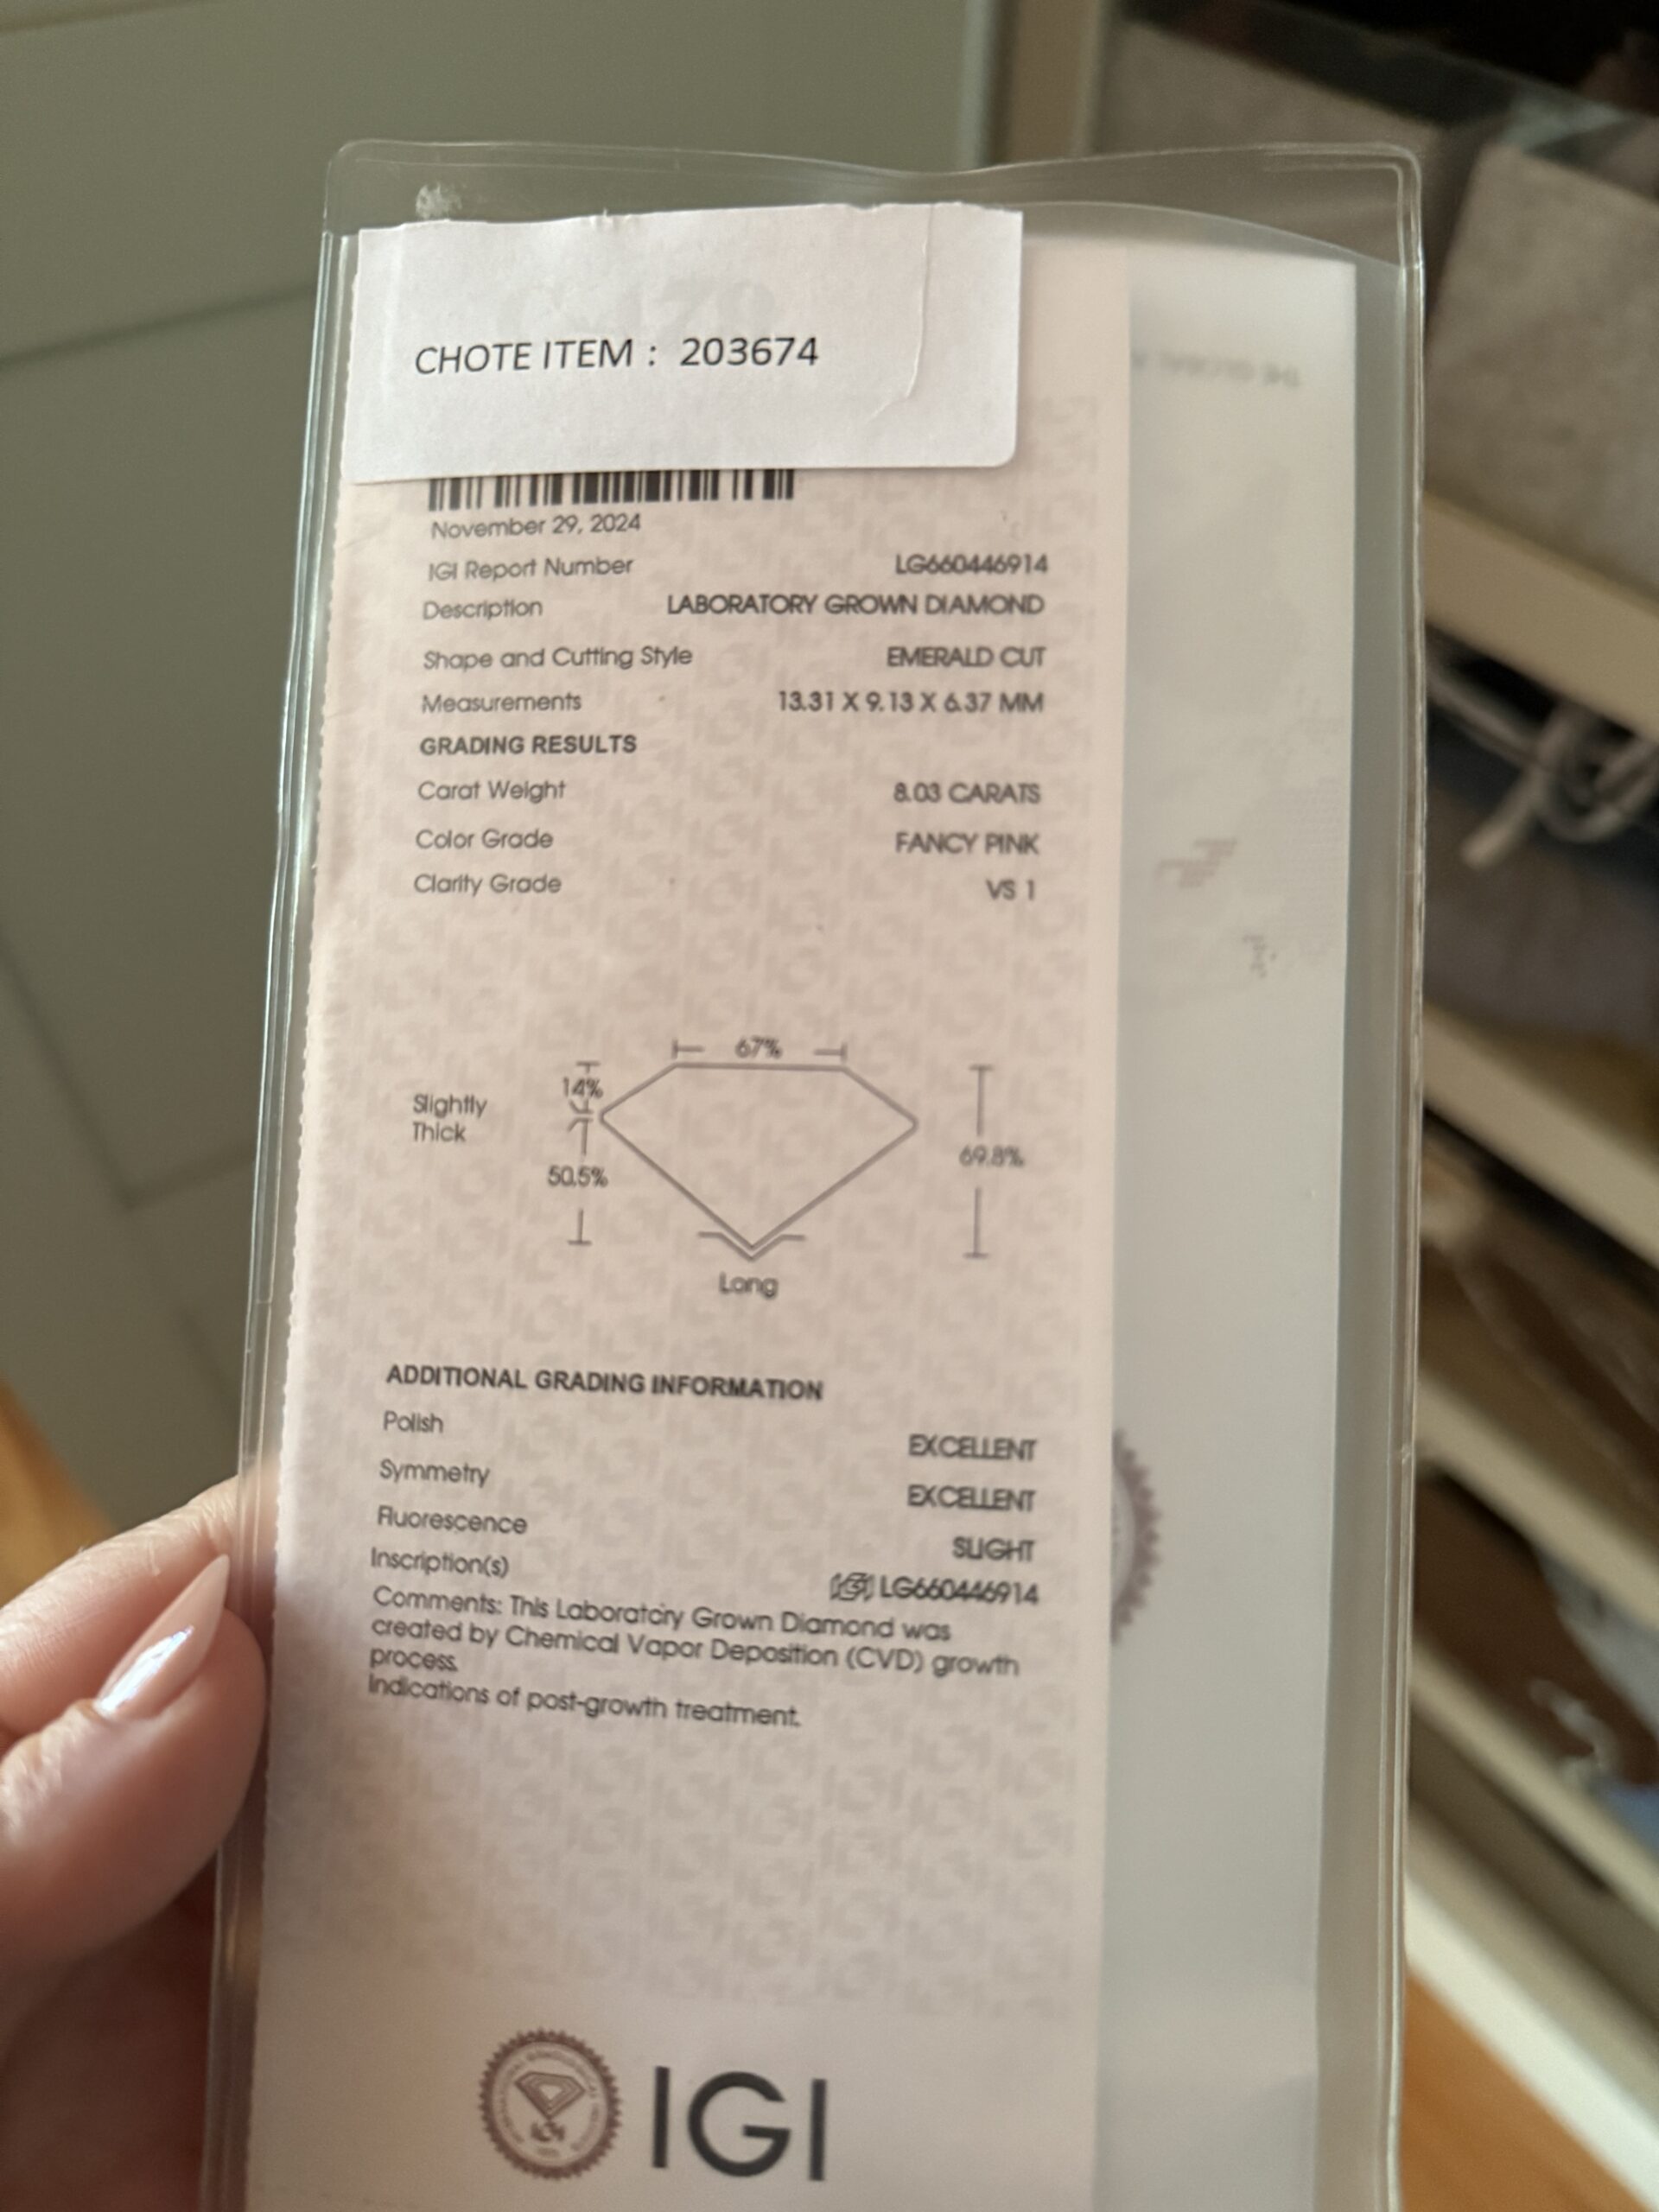 CHOTE ITEM : 203674
November 29, 2024
IGI Report Number LG660446914
Description LABORATORY GROWN DIAMOND
Shape and Cutting Style EMERALD CUT
Measurements 13.31 X 9.13 X 6.37 MM
GRADING RESULTS
Carat Weight 8.03 CARATS
Color Grade FANCY PINK
Clarity Grade VS 1
67%
14%
Slightly
Thick
69.8%
50.5%
Long
ADDITIONAL GRADING INFORMATION
Polish EXCELLENT
Symmetry EXCELLENT
Fluorescence SLIGHT
Inscription(s) IGI LG660446914
Comments: This Laboratory Grown Diamond was
created by Chemical Vapor Deposition (CVD) growth
process.
Indications of post-growth treatment.
IGI